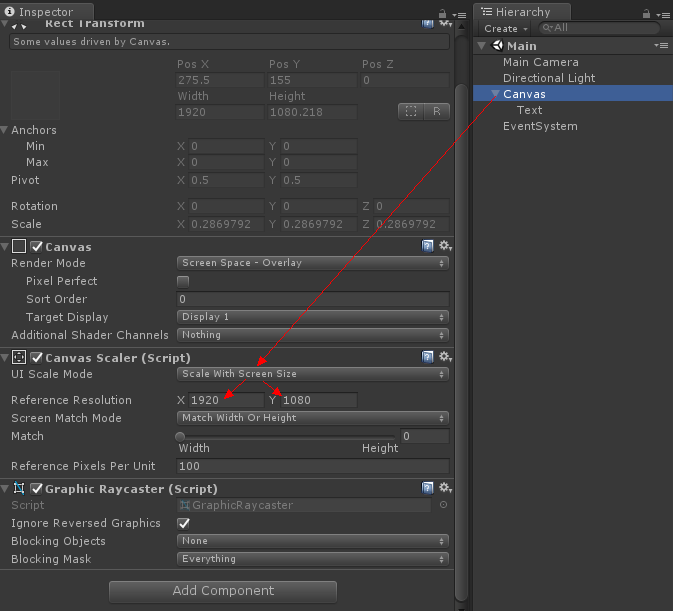 Inspector
Rect Transform
Some values driven by Canvas.
Pos X Pos Y Pos Z
275.5 155 0
Width Height
1920 1080.218
R
Anchors
Min X 0 Y 0
Max X 0 Y 0
Pivot X 0.5 Y 0.5
Rotation X 0 Y 0 Z 0
Scale X 0.2869792 Y 0.2869792 Z 0.2869792
Canvas
Render Mode Screen Space - Overlay
Pixel Perfect
Sort Order 0
Target Display Display 1
Additional Shader Channels Nothing
Canvas Scaler (Script)
UI Scale Mode Scale With Screen Size
Reference Resolution X 1920 Y 1080
Screen Match Mode Match Width Or Height
Match 0
Width Height
Reference Pixels Per Unit 100
Graphic Raycaster (Script)
Script GraphicRaycaster
Ignore Reversed Graphics
Blocking Objects None
Blocking Mask Everything
Add Component
Hierarchy
Create All
Main
Main Camera
Directional Light
Canvas
Text
EventSystem